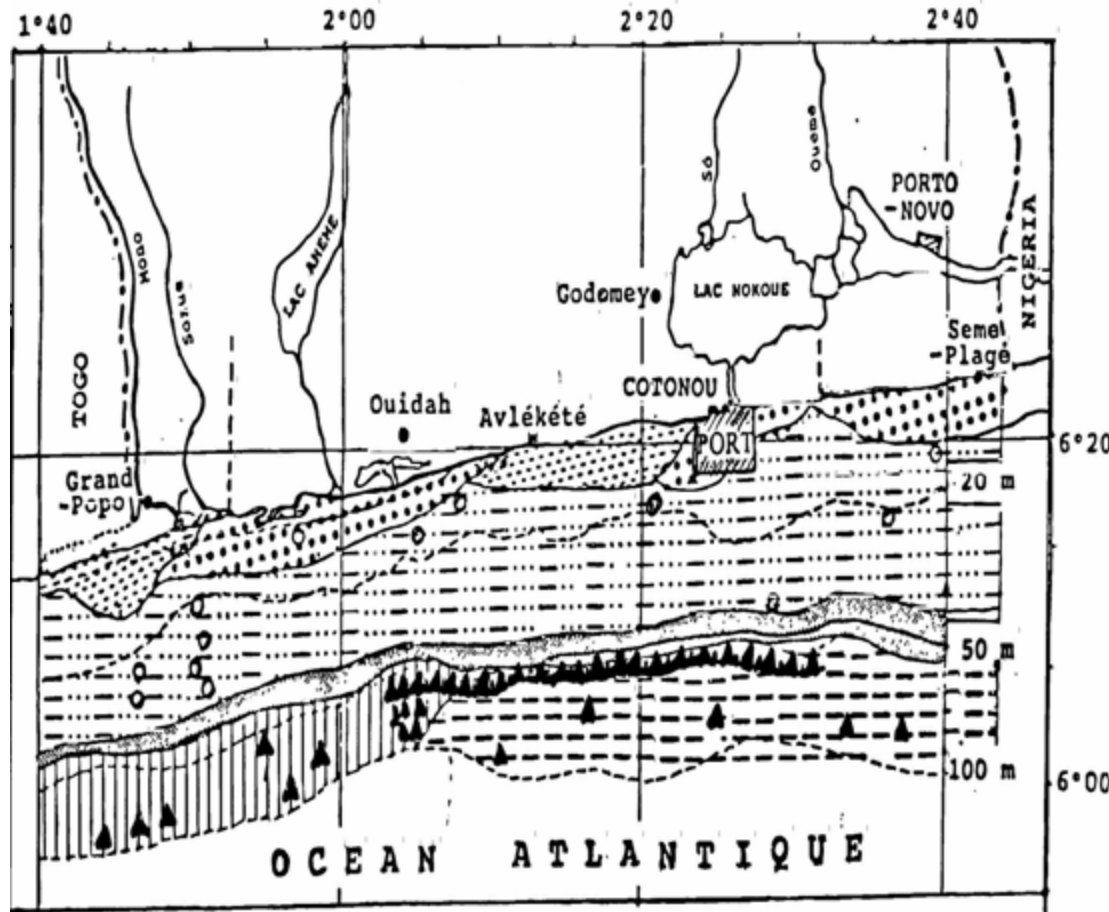 1°40
2°00
2°20
2°40
SÔ
OUEME
PORTO
-NOVO
NIGERIA
MONO
SAZUE
LAC AHEME
TOGO
Godomey
LAC NOKOUE
Seme
-Plage
COTONOU
Ouidah
Avlékété
PORT
6°20
Grand
-Popo
20 m
50 m
100 m
6°00
OCEAN ATLANTIQUE